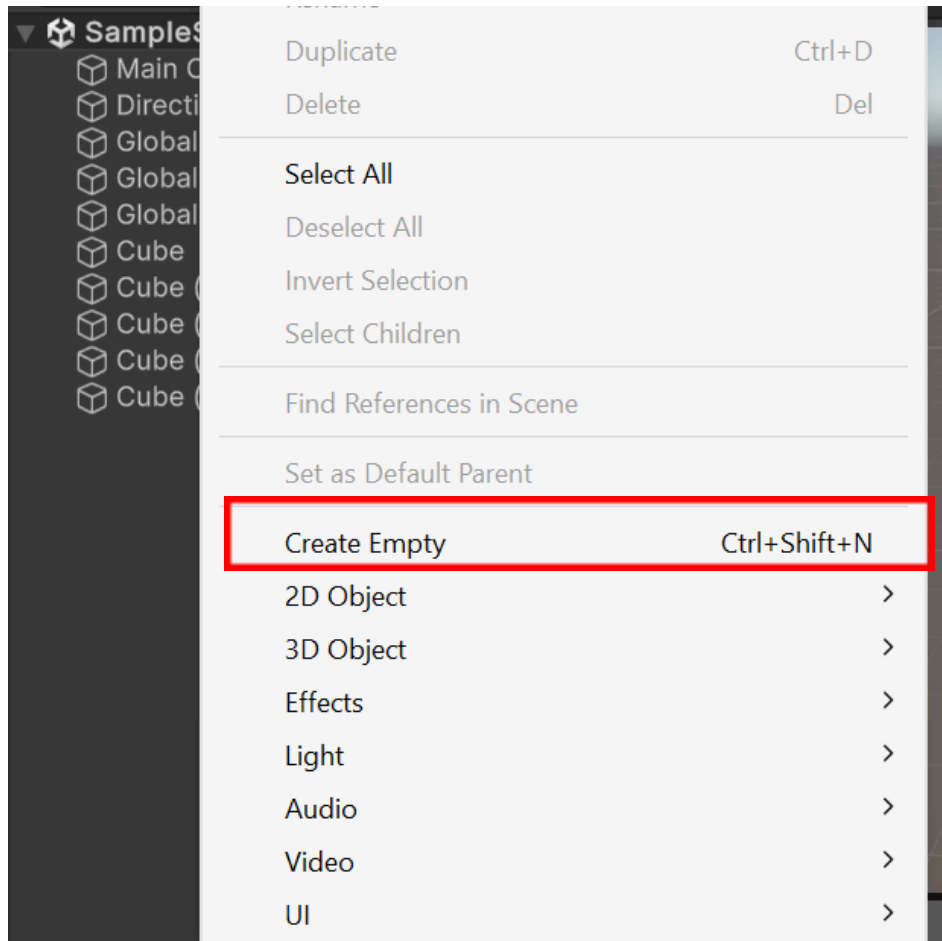 SampleS
Main C
Directi
Global
Global
Global
Cube
Cube (
Cube (
Cube (
Cube (
Duplicate Ctrl+D
Delete Del
Select All
Deselect All
Invert Selection
Select Children
Find References in Scene
Set as Default Parent
Create Empty Ctrl+Shift+N
2D Object
3D Object
Effects
Light
Audio
Video
UI